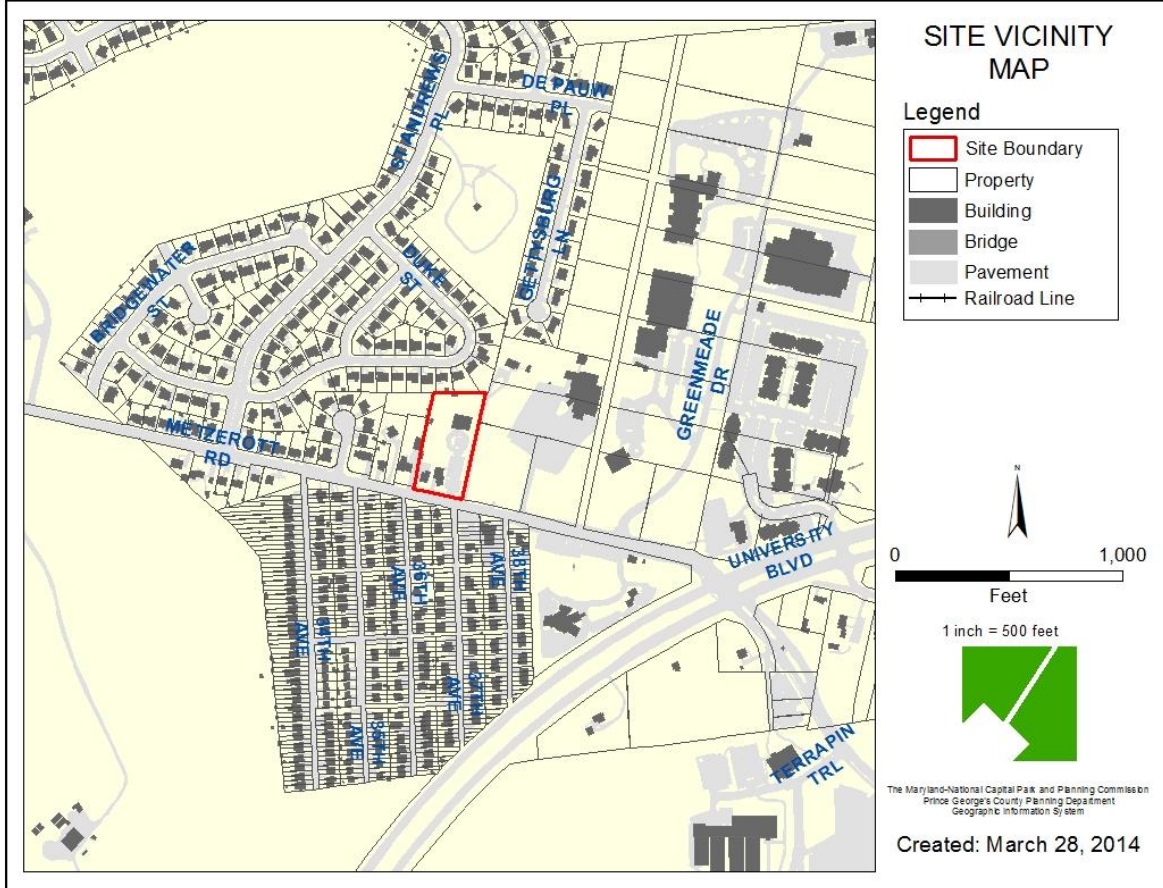 SITE VICINITY
MAP
Legend
Site Boundary
Property
Building
Bridge
Pavement
Railroad Line
DE PAUW
PL
ST ANDREWS
PL
GETTYSBURG
LN
DUKE
ST
BRIDGEWATER
ST
GREENMEADE
DR
METZEROTT
RD
UNIVERSITY
BLVD
34TH
AVE
35TH
AVE
36TH
AVE
37TH
AVE
38TH
AVE
TERRAPIN
TRL
N
0 1,000
Feet
1 inch = 500 feet
The Maryland-National Capital Park and Planning Commission
Prince George's County Planning Department
Geographic Information System
Created: March 28, 2014